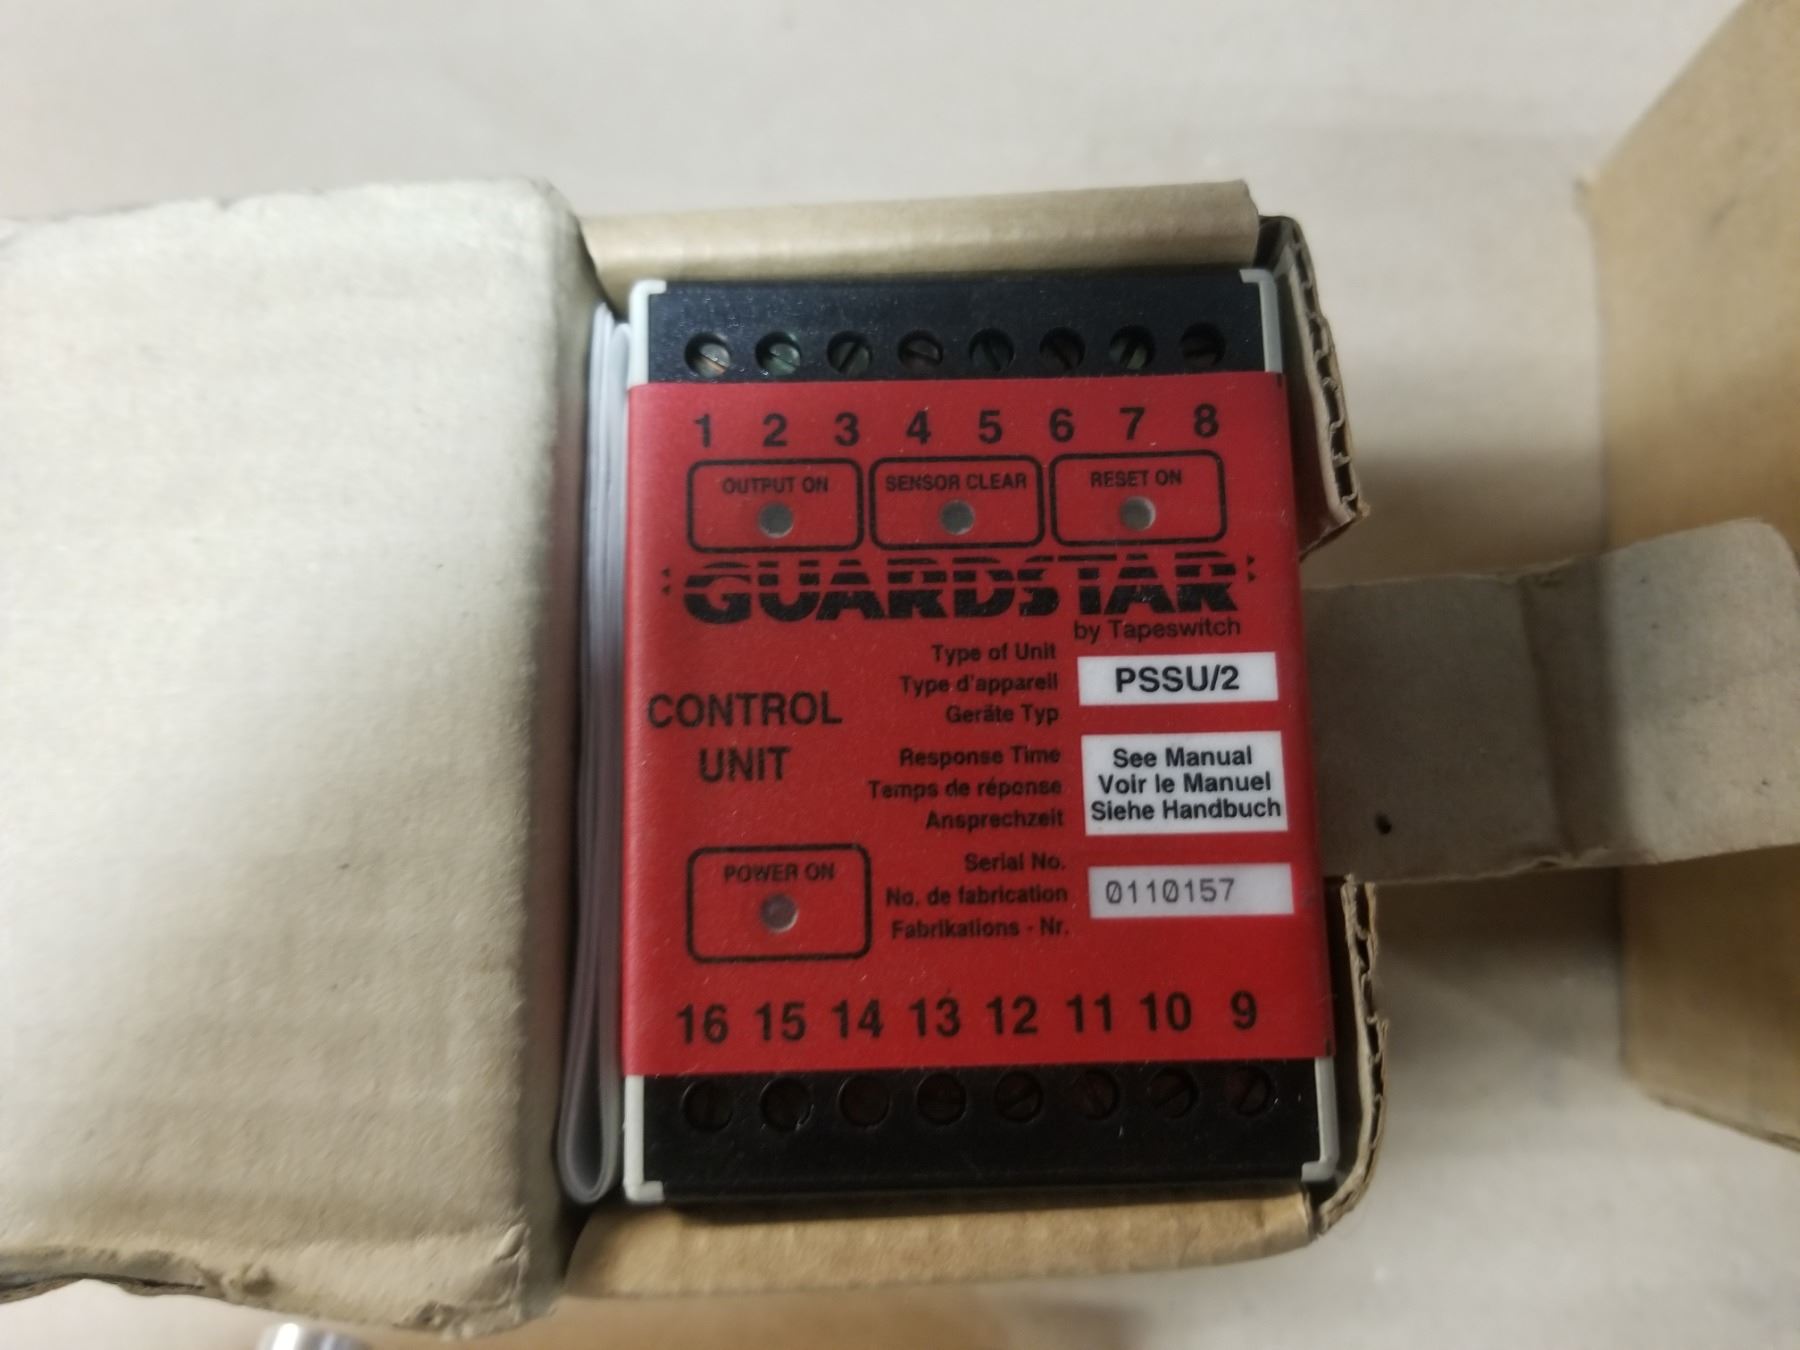 1 2 3 4 5 6 7 8
OUTPUT ON SENSOR CLEAR RESET ON
GUARDSTAR
by Tapeswitch
CONTROL
UNIT
Type of Unit
Type d'appareil
Geräte Typ
PSSU/2
Response Time
Temps de réponse
Ansprechzeit
See Manual
Voir le Manuel
Siehe Handbuch
POWER ON
Serial No.
No. de fabrication
Fabrikations - Nr.
0110157
16 15 14 13 12 11 10 9